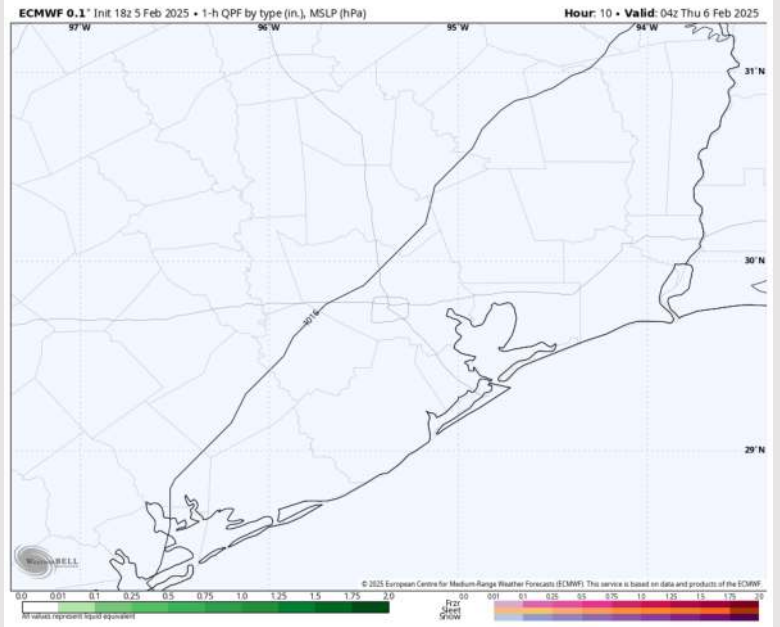 ECMWF 0.1° Init 18z 5 Feb 2025 • 1-h QPF by type (in.), MSLP (hPa)
Hour: 10 • Valid: 04z Thu 6 Feb 2025
97°W 96°W 95°W 94°W
31°N
30°N
1016
29°N
WeatherBELL
© 2025 European Centre for Medium-Range Weather Forecasts (ECMWF). This service is based on data and products of the ECMWF.
0.0 0.01 0.1 0.25 0.5 0.75 1.0 1.25 1.5 1.75 2.0
0.0 0.01 0.1 0.25 0.5 0.75 1.0 1.25 1.5 1.75 2.0
All values represent liquid equivalent
Frzr
Sleet
Snow